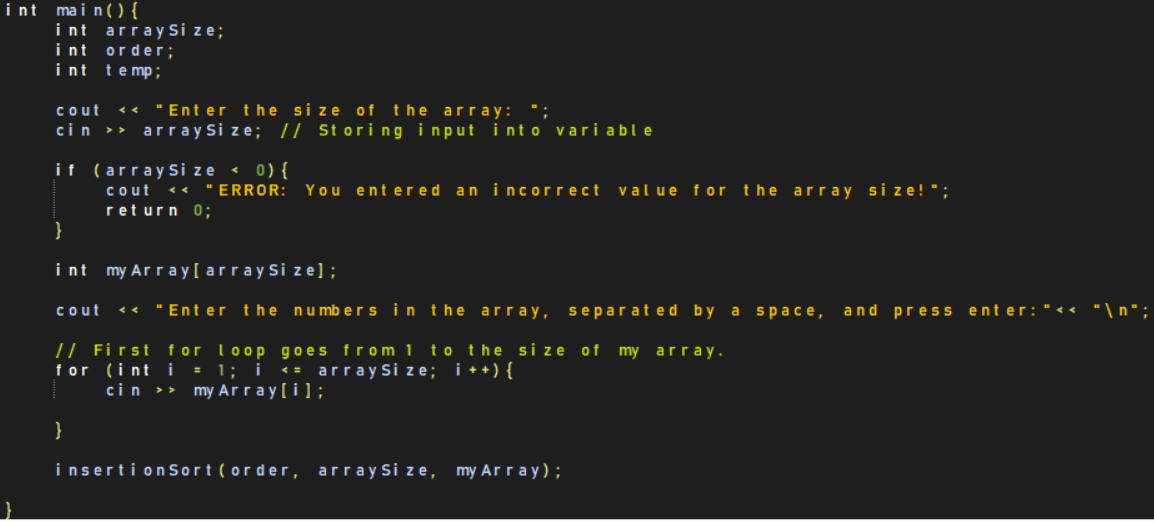 int main(){
int arraySize;
int order;
int temp;
cout << "Enter the size of the array: ";
cin >> arraySize; // Storing input into variable
if (arraySize < 0){
cout << "ERROR: You entered an incorrect value for the array size!";
return 0;
}
int myArray[arraySize];
cout << "Enter the numbers in the array, separated by a space, and press enter:"<< "\n";
// First for loop goes from 1 to the size of my array.
for (int i = 1; i <= arraySize; i++){
cin >> myArray[i];
}
insertionSort(order, arraySize, myArray);
}